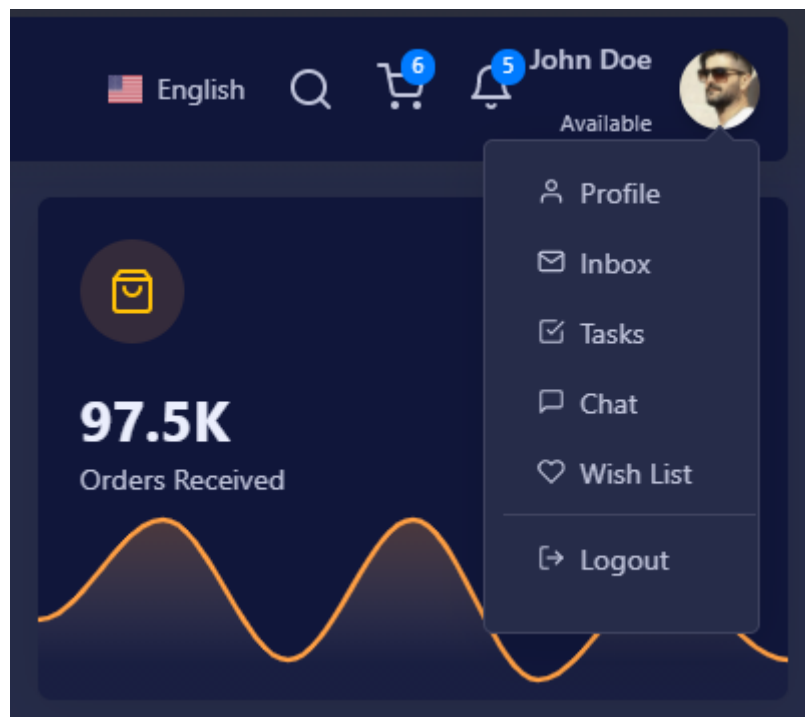 English
6
5
John Doe
Available
Profile
Inbox
Tasks
Chat
Wish List
Logout
97.5K
Orders Received